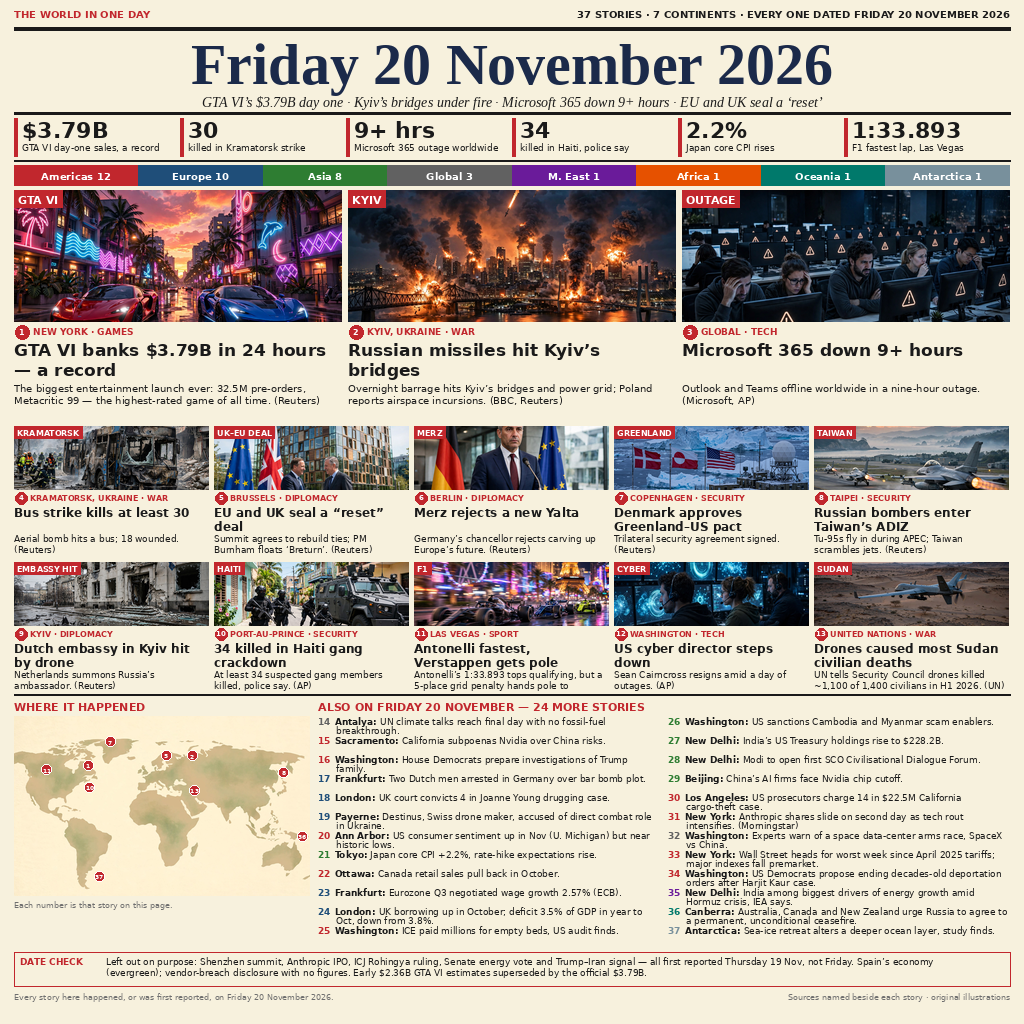 THE WORLD IN ONE DAY
37 STORIES · 7 CONTINENTS · EVERY ONE DATED FRIDAY 20 NOVEMBER 2026
Friday 20 November 2026
GTA VI’s $3.79B day one · Kyiv’s bridges under fire · Microsoft 365 down 9+ hours · EU and UK seal a ‘reset’
$3.79B
GTA VI day-one sales, a record
30
killed in Kramatorsk strike
9+ hrs
Microsoft 365 outage worldwide
34
killed in Haiti, police say
2.2%
Japan core CPI rises
1:33.893
F1 fastest lap, Las Vegas
Americas 12
Europe 10
Asia 8
Global 3
M. East 1
Africa 1
Oceania 1
Antarctica 1
GTA VI
1 NEW YORK · GAMES
GTA VI banks $3.79B in 24 hours
— a record
The biggest entertainment launch ever: 32.5M pre-orders,
Metacritic 99 — the highest-rated game of all time. (Reuters)
KYIV
2 KYIV, UKRAINE · WAR
Russian missiles hit Kyiv’s
bridges
Overnight barrage hits Kyiv’s bridges and power grid; Poland
reports airspace incursions. (BBC, Reuters)
OUTAGE
3 GLOBAL · TECH
Microsoft 365 down 9+ hours
Outlook and Teams offline worldwide in a nine-hour outage.
(Microsoft, AP)
KRAMATORSK
4 KRAMATORSK, UKRAINE · WAR
Bus strike kills at least 30
Aerial bomb hits a bus; 18 wounded.
(Reuters)
UK–EU DEAL
5 BRUSSELS · DIPLOMACY
EU and UK seal a “reset”
deal
Summit agrees to rebuild ties; PM
Burnham floats ‘Breturn’. (Reuters)
MERZ
6 BERLIN · DIPLOMACY
Merz rejects a new Yalta
Germany’s chancellor rejects carving up
Europe’s future. (Reuters)
GREENLAND
7 COPENHAGEN · SECURITY
Denmark approves
Greenland–US pact
Trilateral security agreement signed.
(Reuters)
TAIWAN
8 TAIPEI · SECURITY
Russian bombers enter
Taiwan’s ADIZ
Tu-95s fly in during APEC; Taiwan
scrambles jets. (Reuters)
EMBASSY HIT
9 KYIV · DIPLOMACY
Dutch embassy in Kyiv hit
by drone
Netherlands summons Russia’s
ambassador. (Reuters)
HAITI
10 PORT-AU-PRINCE · SECURITY
34 killed in Haiti gang
crackdown
At least 34 suspected gang members
killed, police say. (AP)
F1
11 LAS VEGAS · SPORT
Antonelli fastest,
Verstappen gets pole
Antonelli’s 1:33.893 tops qualifying, but a
5-place grid penalty hands pole to
CYBER
12 WASHINGTON · TECH
US cyber director steps
down
Sean Cairncross resigns amid a day of
outages. (AP)
SUDAN
13 UNITED NATIONS · WAR
Drones caused most Sudan
civilian deaths
UN tells Security Council drones killed
~1,100 of 1,400 civilians in H1 2026. (UN)
WHERE IT HAPPENED
7
11
1
10
5
2
8
13
36
37
Each number is that story on this page.
ALSO ON FRIDAY 20 NOVEMBER — 24 MORE STORIES
14 Antalya: UN climate talks reach final day with no fossil-fuel
breakthrough.
15 Sacramento: California subpoenas Nvidia over China risks.
16 Washington: House Democrats prepare investigations of Trump
family.
17 Frankfurt: Two Dutch men arrested in Germany over bar bomb plot.
18 London: UK court convicts 4 in Joanne Young drugging case.
19 Payerne: Destinus, Swiss drone maker, accused of direct combat role
in Ukraine.
20 Ann Arbor: US consumer sentiment up in Nov (U. Michigan) but near
historic lows.
21 Tokyo: Japan core CPI +2.2%, rate-hike expectations rise.
22 Ottawa: Canada retail sales pull back in October.
23 Frankfurt: Eurozone Q3 negotiated wage growth 2.57% (ECB).
24 London: UK borrowing up in October; deficit 3.5% of GDP in year to
Oct, down from 3.8%.
25 Washington: ICE paid millions for empty beds, US audit finds.
26 Washington: US sanctions Cambodia and Myanmar scam enablers.
27 New Delhi: India’s US Treasury holdings rise to $228.2B.
28 New Delhi: Modi to open first SCO Civilisational Dialogue Forum.
29 Beijing: China’s AI firms face Nvidia chip cutoff.
30 Los Angeles: US prosecutors charge 14 in $22.5M California
cargo-theft case.
31 New York: Anthropic shares slide on second day as tech rout
intensifies. (Morningstar)
32 Washington: Experts warn of a space data-center arms race, SpaceX
vs China.
33 New York: Wall Street heads for worst week since April 2025 tariffs;
major indexes fall premarket.
34 Washington: US Democrats propose ending decades-old deportation
orders after Harjit Kaur case.
35 New Delhi: India among biggest drivers of energy growth amid
Hormuz crisis, IEA says.
36 Canberra: Australia, Canada and New Zealand urge Russia to agree to
a permanent, unconditional ceasefire.
37 Antarctica: Sea-ice retreat alters a deeper ocean layer, study finds.
DATE CHECK
Left out on purpose: Shenzhen summit, Anthropic IPO, ICJ Rohingya ruling, Senate energy vote and Trump–Iran signal — all first reported Thursday 19 Nov, not Friday. Spain’s economy
(evergreen); vendor-breach disclosure with no figures. Early $2.36B GTA VI estimates superseded by the official $3.79B.
Every story here happened, or was first reported, on Friday 20 November 2026.
Sources named beside each story · original illustrations